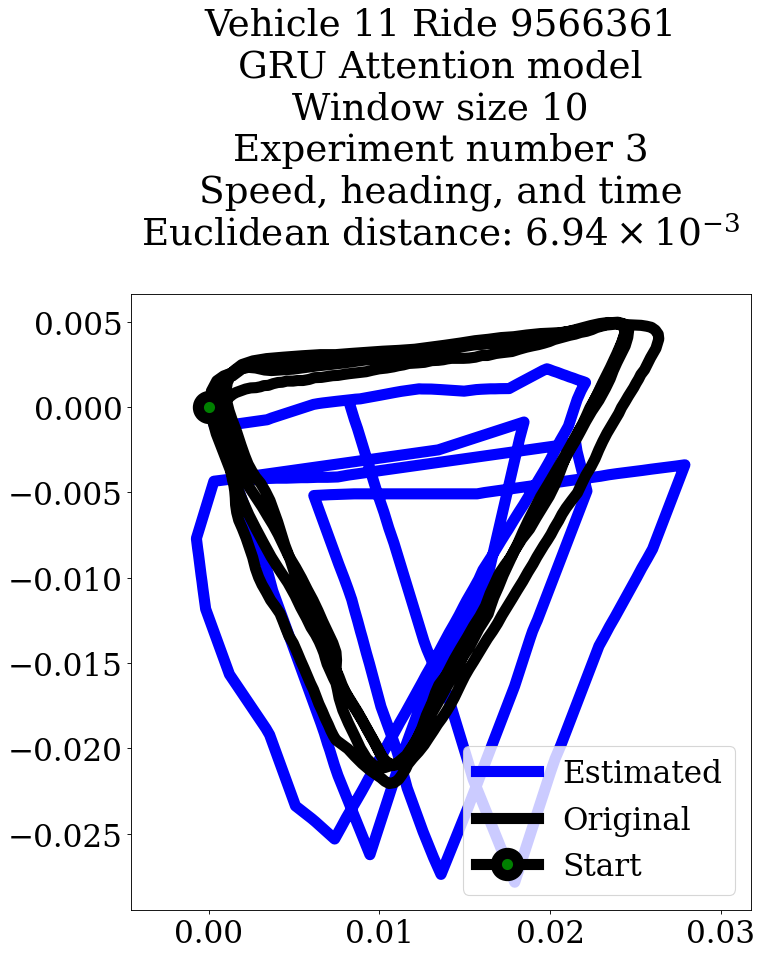 Vehicle 11 Ride 9566361
GRU Attention model
Window size 10
Experiment number 3
Speed, heading, and time
Euclidean distance: 6.94 × 10⁻³
0.005
0.000
−0.005
−0.010
−0.015
−0.020
−0.025
Estimated
Original
Start
0.00 0.01 0.02 0.03